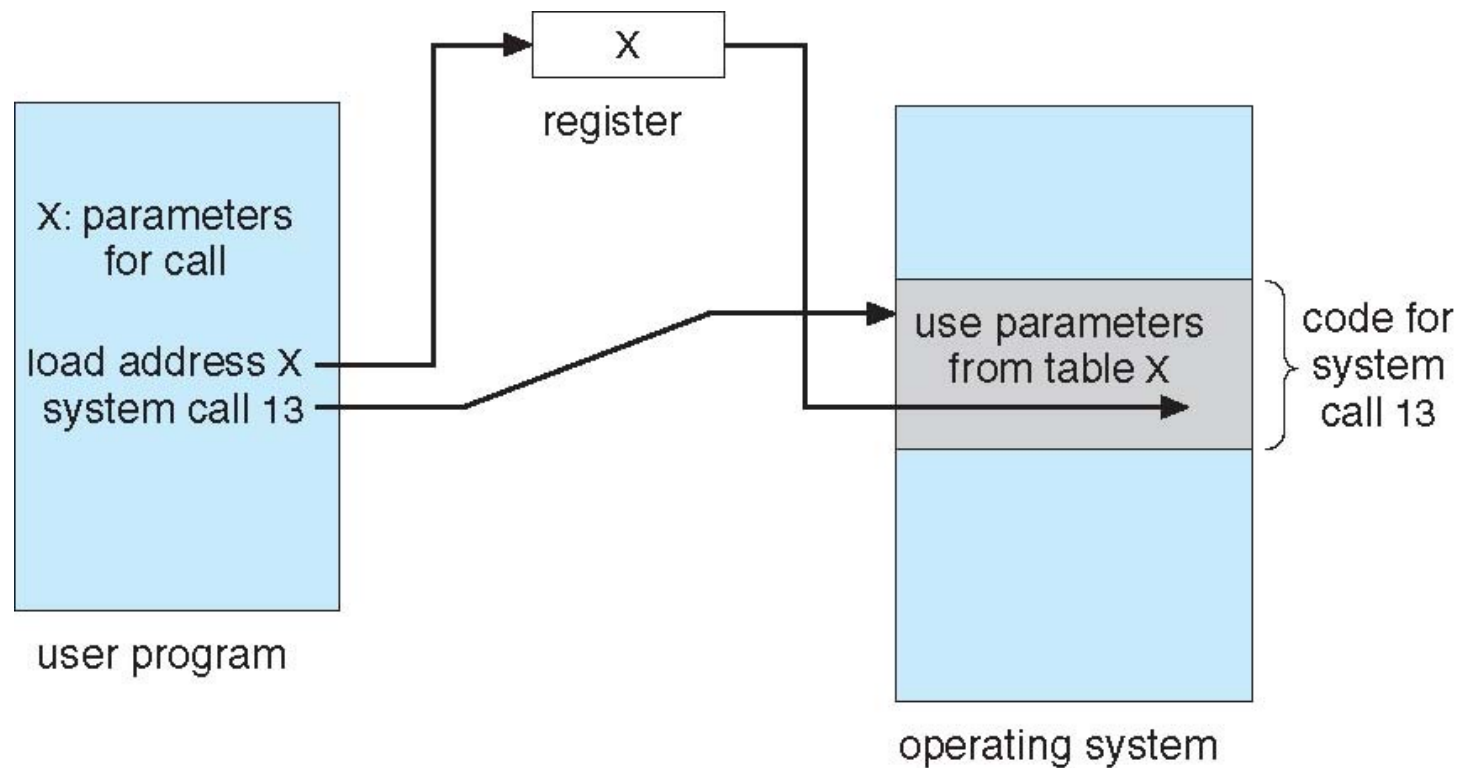 X
register
X: parameters
for call
load address X
system call 13
user program
use parameters
from table X
code for
system
call 13
operating system